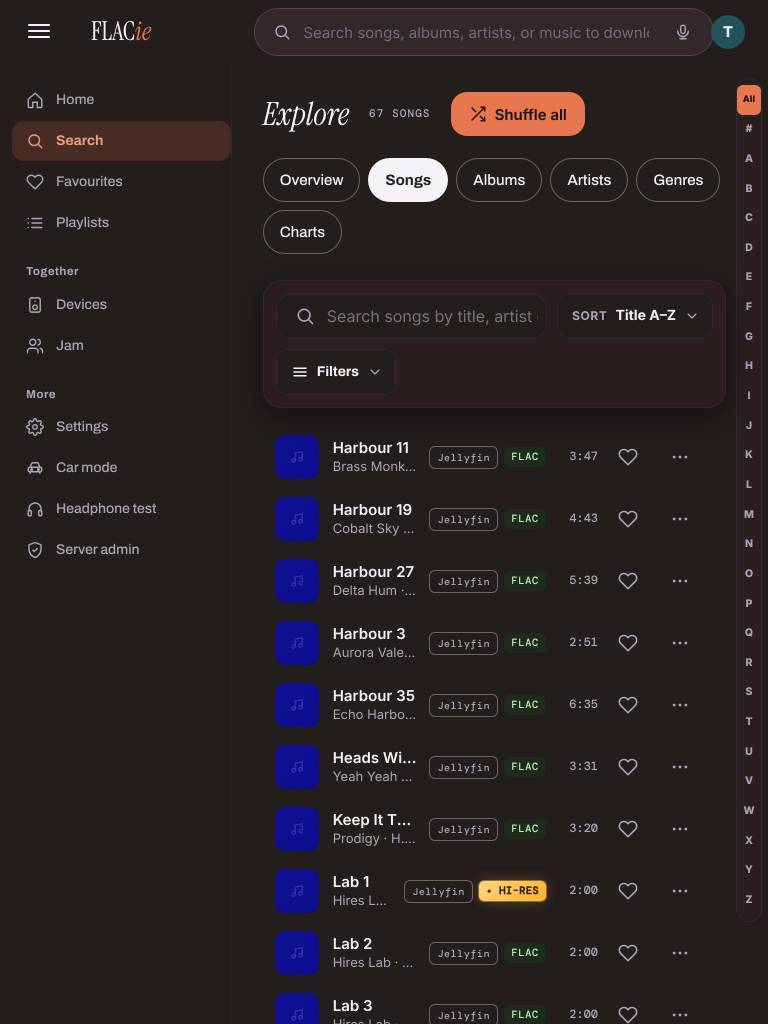 FLACie
Search songs, albums, artists, or music to downl
T
Home
Search
Favourites
Playlists
Together
Devices
Jam
More
Settings
Car mode
Headphone test
Server admin
Explore
67 SONGS
Shuffle all
Overview
Songs
Albums
Artists
Genres
Charts
Search songs by title, artist
SORT Title A–Z
Filters
Harbour 11
Brass Monk...
Jellyfin
FLAC
3:47
Harbour 19
Cobalt Sky ...
Jellyfin
FLAC
4:43
Harbour 27
Delta Hum ·...
Jellyfin
FLAC
5:39
Harbour 3
Aurora Vale...
Jellyfin
FLAC
2:51
Harbour 35
Echo Harbo...
Jellyfin
FLAC
6:35
Heads Wi...
Yeah Yeah ...
Jellyfin
FLAC
3:31
Keep It T...
Prodigy · H....
Jellyfin
FLAC
3:20
Lab 1
Hires L...
Jellyfin
✦ HI-RES
2:00
Lab 2
Hires Lab · ...
Jellyfin
FLAC
2:00
Lab 3
Hires Lab · ...
Jellyfin
FLAC
2:00
All
#
A
B
C
D
E
F
G
H
I
J
K
L
M
N
O
P
Q
R
S
T
U
V
W
X
Y
Z